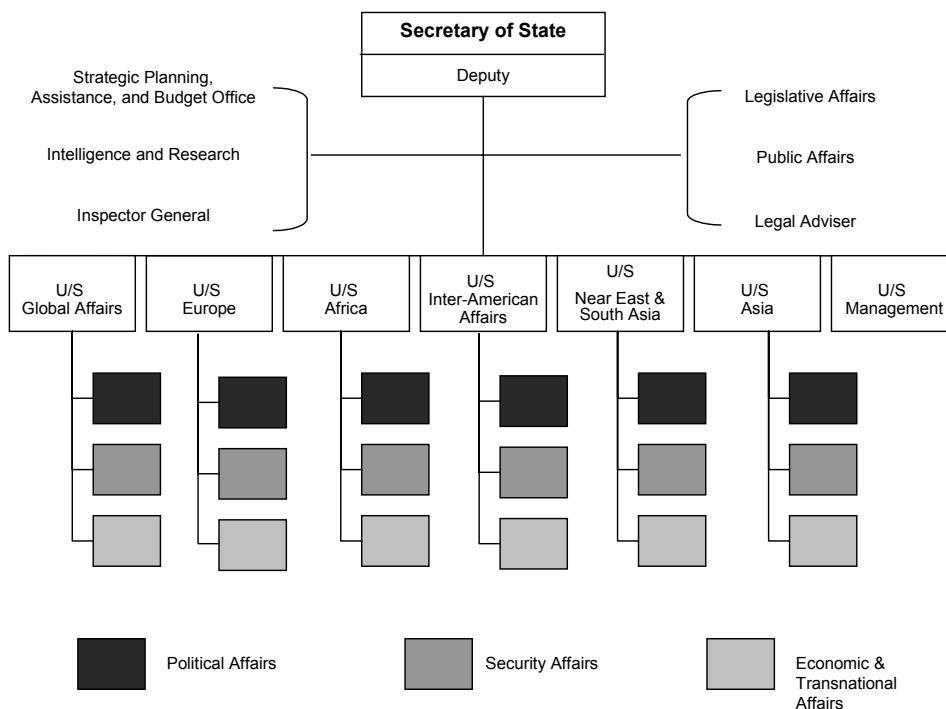 Secretary of State
Deputy
Strategic Planning,
Assistance, and Budget Office
Intelligence and Research
Inspector General
Legislative Affairs
Public Affairs
Legal Adviser
U/S
Global Affairs
U/S
Europe
U/S
Africa
U/S
Inter-American
Affairs
U/S
Near East &
South Asia
U/S
Asia
U/S
Management
Political Affairs
Security Affairs
Economic &
Transnational
Affairs